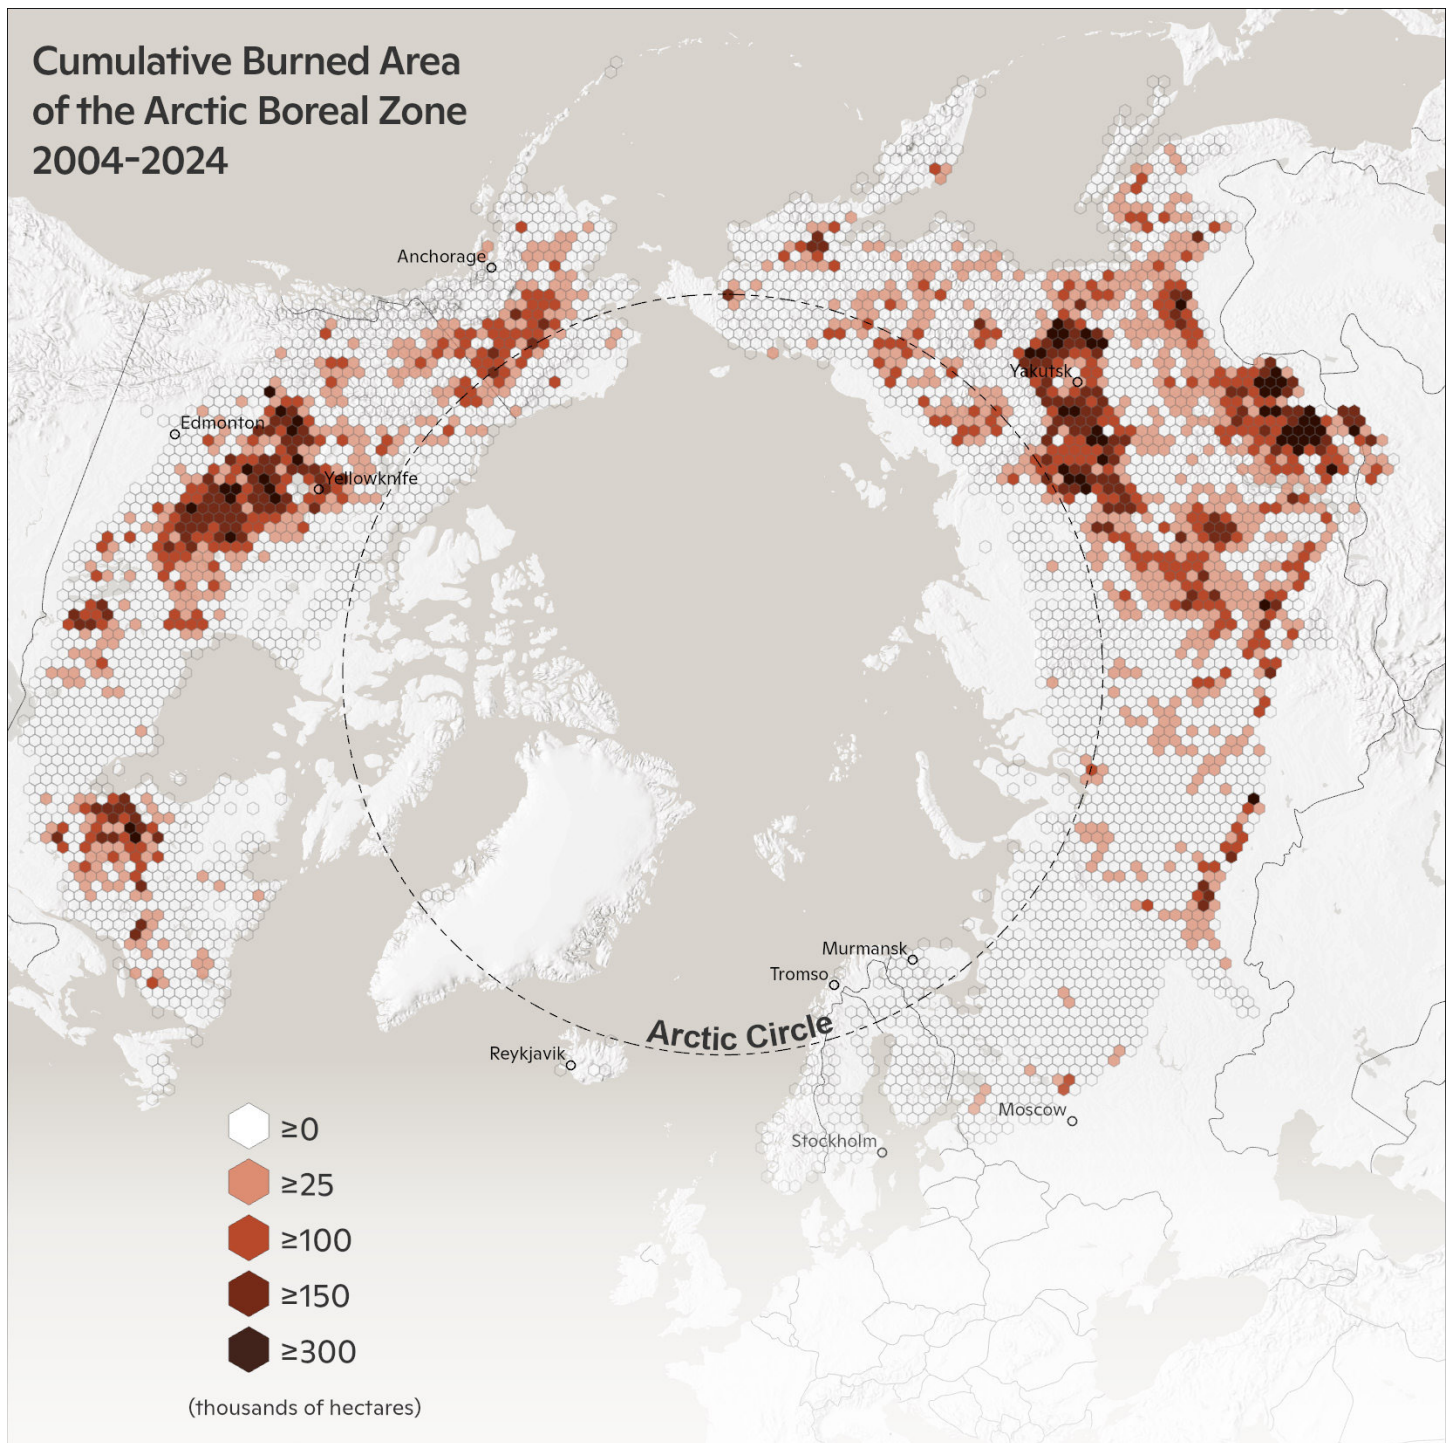 Cumulative Burned Area
of the Arctic Boreal Zone
2004-2024
Anchorage
Edmonton
Yellowknife
Yakutsk
Murmansk
Tromso
Arctic Circle
Reykjavik
Moscow
Stockholm
≥0
≥25
≥100
≥150
≥300
(thousands of hectares)